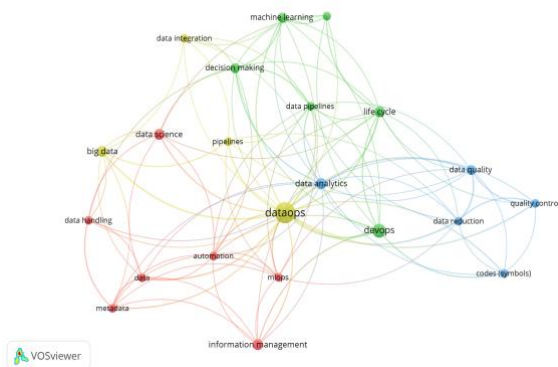 machine learning
data integration
decision making
data pipelines
life cycle
data science
pipelines
big data
data quality
data analytics
quality control
dataops
data handling
data reduction
devops
automation
codes (symbols)
data
mlops
metadata
information management
VOSviewer